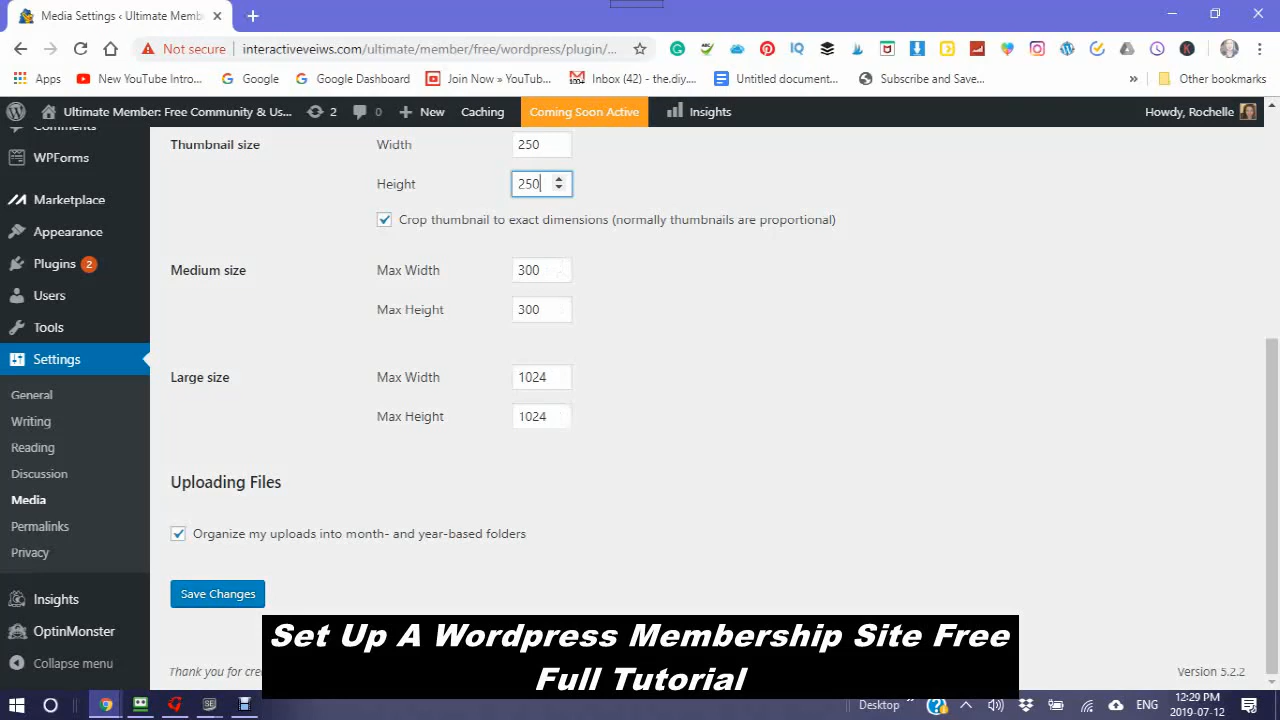 Media Settings ‹ Ultimate Memb
Not secure interactiveveiws.com/ultimate/member/free/wordpress/plugin/...
Apps New YouTube Intro... Google Google Dashboard Join Now » YouTub... Inbox (42) - the.diy.... Untitled document... Subscribe and Save... » Other bookmarks
Ultimate Member: Free Community & Us... 2 0 New Caching Coming Soon Active Insights Howdy, Rochelle
Comments
WPForms
Marketplace
Appearance
Plugins 2
Users
Tools
Settings
General
Writing
Reading
Discussion
Media
Permalinks
Privacy
Insights
OptinMonster
Collapse menu
Thumbnail size Width 250
Height 250
Crop thumbnail to exact dimensions (normally thumbnails are proportional)
Medium size Max Width 300
Max Height 300
Large size Max Width 1024
Max Height 1024
Uploading Files
Organize my uploads into month- and year-based folders
Save Changes
Set Up A Wordpress Membership Site Free
Full Tutorial
Thank you for cre
Version 5.2.2
Desktop » ENG 12:29 PM
2019-07-12